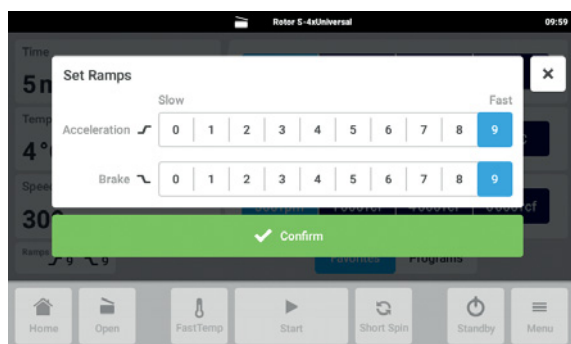 Rotor S-4xUniversal 09:59
Time
5 m
Set Ramps
Slow Fast
Temp
Acceleration 0 1 2 3 4 5 6 7 8 9
4°
Brake 0 1 2 3 4 5 6 7 8 9
Speed
300
Confirm
Ramps
9 9
Favorites Programs
Home Open FastTemp Start Short Spin Standby Menu